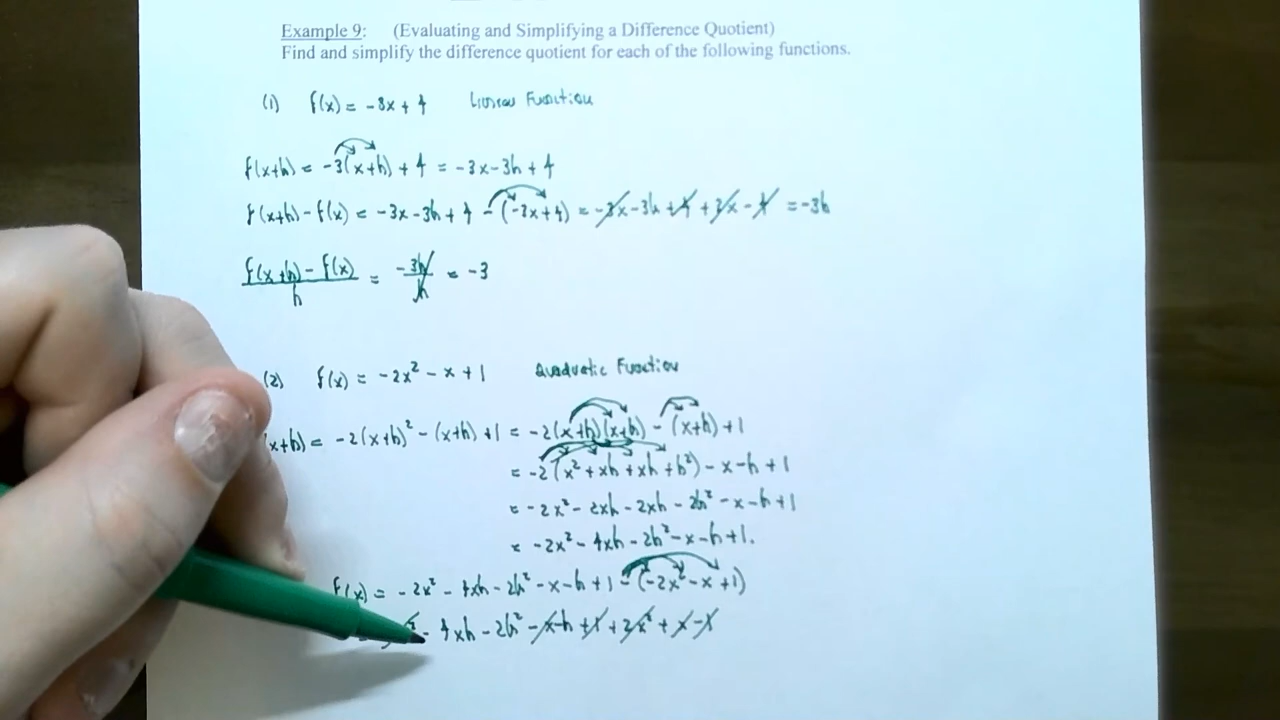 Example 9: (Evaluating and Simplifying a Difference Quotient)
Find and simplify the difference quotient for each of the following functions.
(1) f(x) = -3x + 4 Linear Function
f(x+h) = -3(x+h) + 4 = -3x-3h + 4
f(x+h) - f(x) = -3x - 3h + 4 - (-3x+4) = -3x - 3h + 4 + 3x - 4 = -3h
f(x+h) - f(x) / h = -3h / h = -3
(2) f(x) = -2x² - x + 1 Quadratic Function
(x+h) = -2(x+h)² - (x+h) + 1 = -2(x+h)(x+h) - (x+h) + 1
= -2(x² + xh + xh + h²) - x - h + 1
= -2x² - 2xh - 2xh - 2h² - x - h + 1
= -2x² - 4xh - 2h² - x - h + 1.
f(x) = -2x² - 4xh - 2h² - x - h + 1 - (-2x² - x + 1)
² - 4xh - 2h² - x - h + 1 + 2x² + x - 1